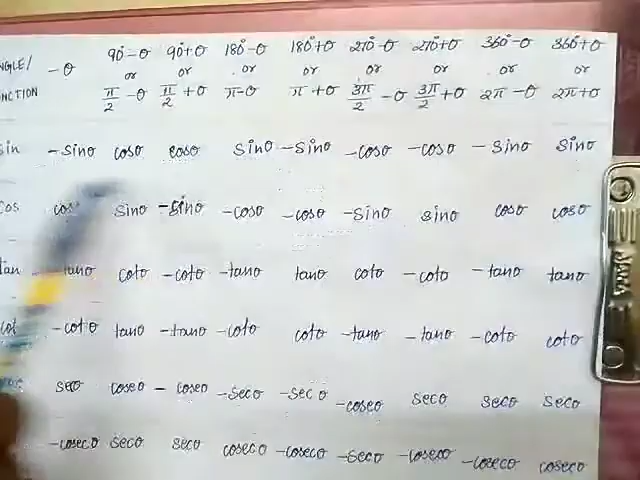 NGLE/ -θ 90°-θ 90°+θ 180°-θ 180°+θ 270°-θ 270°+θ 360°-θ 360°+θ
or or or or or or or or
NCTION π/2 -θ π/2 +θ π-θ π+θ 3π/2 -θ 3π/2 +θ 2π-θ 2π+θ
in -sinθ cosθ cosθ sinθ -sinθ -cosθ -cosθ -sinθ sinθ
cos cosθ sinθ -sinθ -cosθ -cosθ -sinθ sinθ cosθ cosθ
tan -tanθ cotθ -cotθ -tanθ tanθ cotθ -cotθ -tanθ tanθ
cot -cotθ tanθ -tanθ -cotθ cotθ -tanθ -tanθ -cotθ cotθ
secθ cosecθ -cosecθ -secθ -secθ -cosecθ secθ secθ secθ
-cosecθ secθ secθ cosecθ -cosecθ -secθ -cosecθ -cosecθ cosecθ